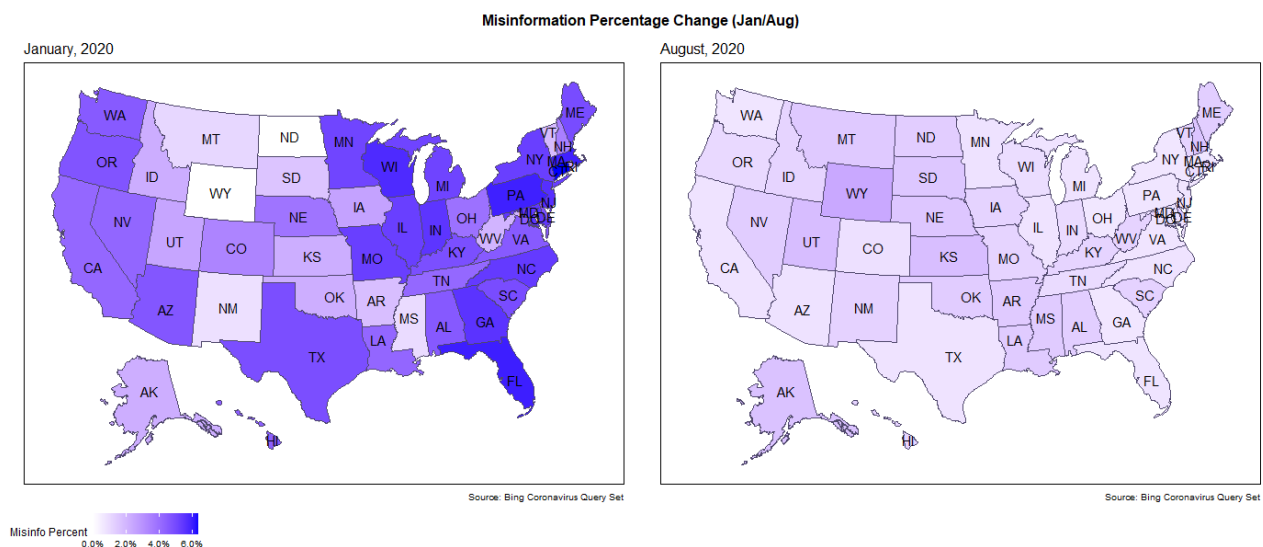 Misinformation Percentage Change (Jan/Aug)
January, 2020
WA
MT
ND
MN
VT
ME
OR
ID
WY
SD
WI
MI
NY
NH
MA
CT
RI
NV
UT
CO
NE
IA
IL
IN
OH
PA
NJ
MD
DE
CA
AZ
NM
KS
MO
KY
WV
VA
OK
AR
TN
NC
SC
TX
LA
MS
AL
GA
FL
AK
HI
Source: Bing Coronavirus Query Set
August, 2020
WA
MT
ND
MN
VT
ME
OR
ID
WY
SD
WI
MI
NY
NH
MA
CT
RI
NV
UT
CO
NE
IA
IL
IN
OH
PA
NJ
MD
DE
CA
AZ
NM
KS
MO
KY
WV
VA
OK
AR
TN
NC
SC
TX
LA
MS
AL
GA
FL
AK
HI
Source: Bing Coronavirus Query Set
Misinfo Percent
0.0% 2.0% 4.0% 6.0%